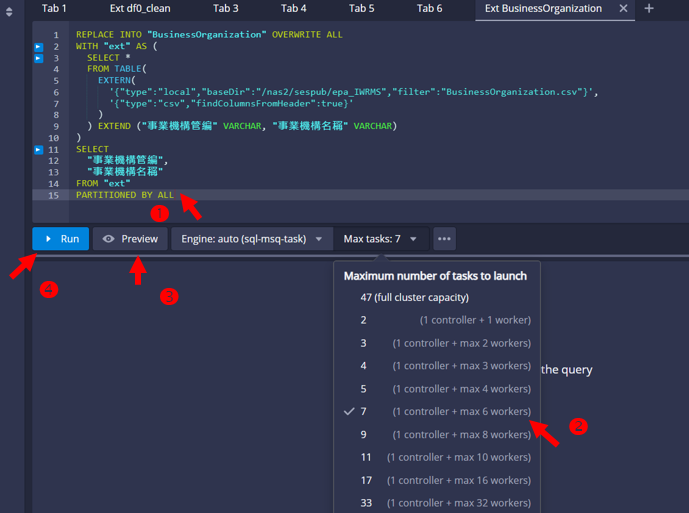 Tab 1 Ext df0_clean Tab 3 Tab 4 Tab 5 Tab 6 Ext BusinessOrganization
1 REPLACE INTO "BusinessOrganization" OVERWRITE ALL
2 WITH "ext" AS (
3 SELECT *
4 FROM TABLE(
5 EXTERN(
6 '{"type":"local","baseDir":"/nas2/sespub/epa_IWRMS","filter":"BusinessOrganization.csv"}',
7 '{"type":"csv","findColumnsFromHeader":true}'
8 )
9 ) EXTEND ("事業機構管編" VARCHAR, "事業機構名稱" VARCHAR)
10 )
11 SELECT
12 "事業機構管編",
13 "事業機構名稱"
14 FROM "ext"
15 PARTITIONED BY ALL
1
Run Preview Engine: auto (sql-msq-task) Max tasks: 7
4
3
Maximum number of tasks to launch
47 (full cluster capacity)
2 (1 controller + 1 worker)
3 (1 controller + max 2 workers)
4 (1 controller + max 3 workers)
the query
5 (1 controller + max 4 workers)
7 (1 controller + max 6 workers)
2
9 (1 controller + max 8 workers)
11 (1 controller + max 10 workers)
17 (1 controller + max 16 workers)
33 (1 controller + max 32 workers)